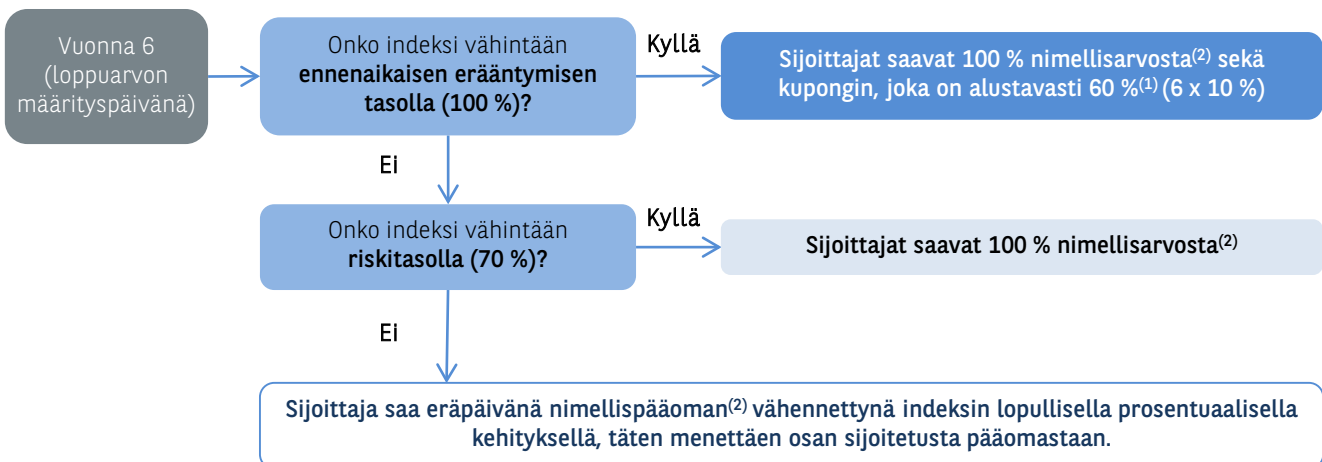 Vuonna 6
(loppuarvon
määrityspäivänä)
Onko indeksi vähintään
ennenaikaisen erääntymisen
tasolla (100 %)?
Kyllä
Sijoittajat saavat 100 % nimellisarvosta(2) sekä
kupongin, joka on alustavasti 60 %(1) (6 x 10 %)
Ei
Onko indeksi vähintään
riskitasolla (70 %)?
Kyllä
Sijoittajat saavat 100 % nimellisarvosta(2)
Ei
Sijoittaja saa eräpäivänä nimellispääoman(2) vähennettynä indeksin lopullisella prosentuaalisella
kehityksellä, täten menettäen osan sijoitetusta pääomastaan.